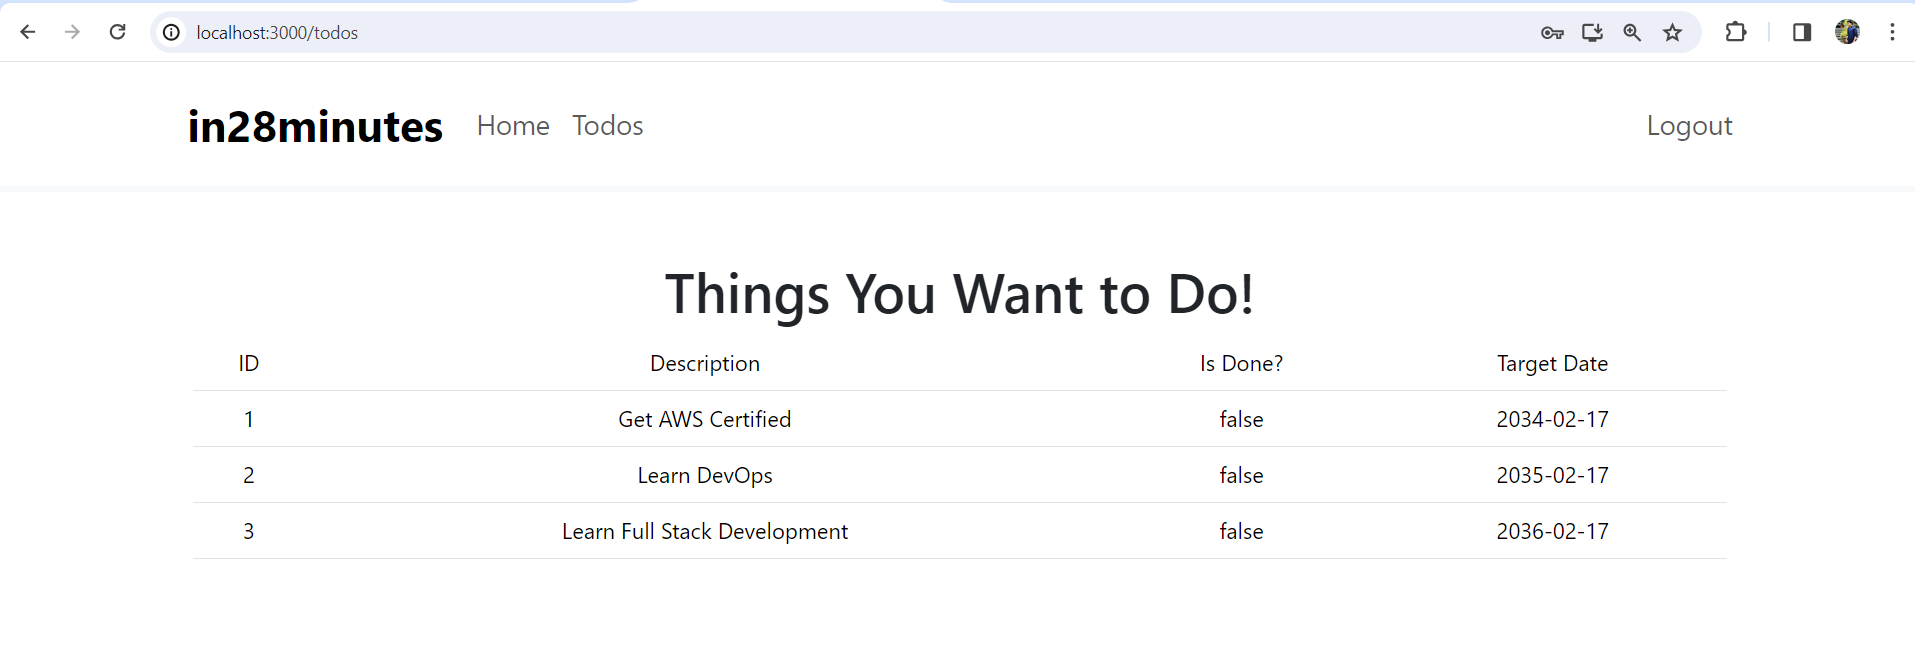 localhost:3000/todos
in28minutes Home Todos Logout
Things You Want to Do!
ID Description Is Done? Target Date
1 Get AWS Certified false 2034-02-17
2 Learn DevOps false 2035-02-17
3 Learn Full Stack Development false 2036-02-17